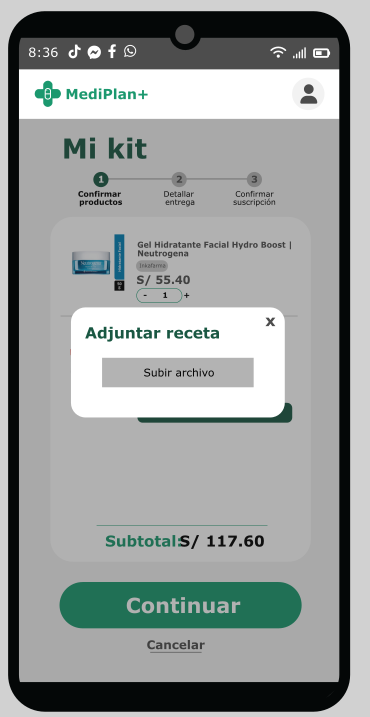 8:36
MediPlan+
Mi kit
1 2 3
Confirmar productos
Detallar entrega
Confirmar suscripción
Gel Hidratante Facial Hydro Boost |
Neutrogena
Inkafarma
S/ 55.40
- 1 +
Adjuntar receta
x
Subir archivo
Subtotal: S/ 117.60
Continuar
Cancelar